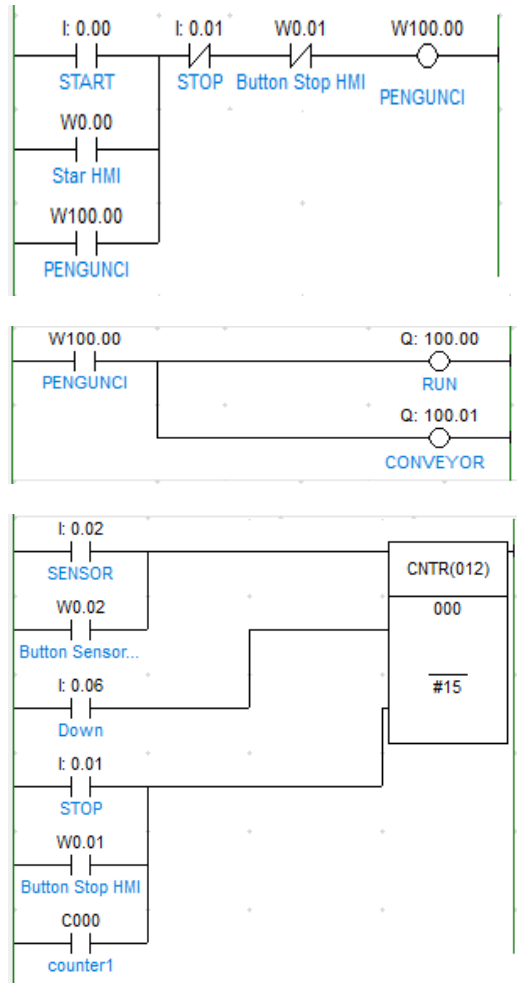 I: 0.00 I: 0.01 W0.01 W100.00
START STOP Button Stop HMI PENGUNCI
W0.00
Star HMI
W100.00
PENGUNCI
W100.00 Q: 100.00
PENGUNCI RUN
Q: 100.01
CONVEYOR
I: 0.02
SENSOR CNTR(012)
W0.02 000
Button Sensor...
I: 0.06 #15
Down
I: 0.01
STOP
W0.01
Button Stop HMI
C000
counter1